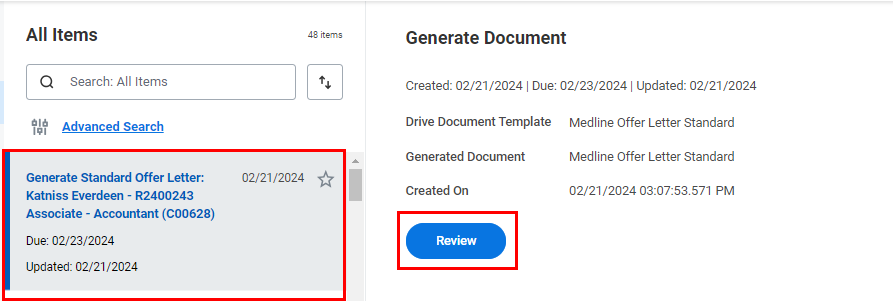 All Items
48 items
Search: All Items
Advanced Search
Generate Standard Offer Letter:
Katniss Everdeen - R2400243
Associate - Accountant (C00628)
02/21/2024
Due: 02/23/2024
Updated: 02/21/2024
Generate Document
Created: 02/21/2024 | Due: 02/23/2024 | Updated: 02/21/2024
Drive Document Template Medline Offer Letter Standard
Generated Document Medline Offer Letter Standard
Created On 02/21/2024 03:07:53.571 PM
Review